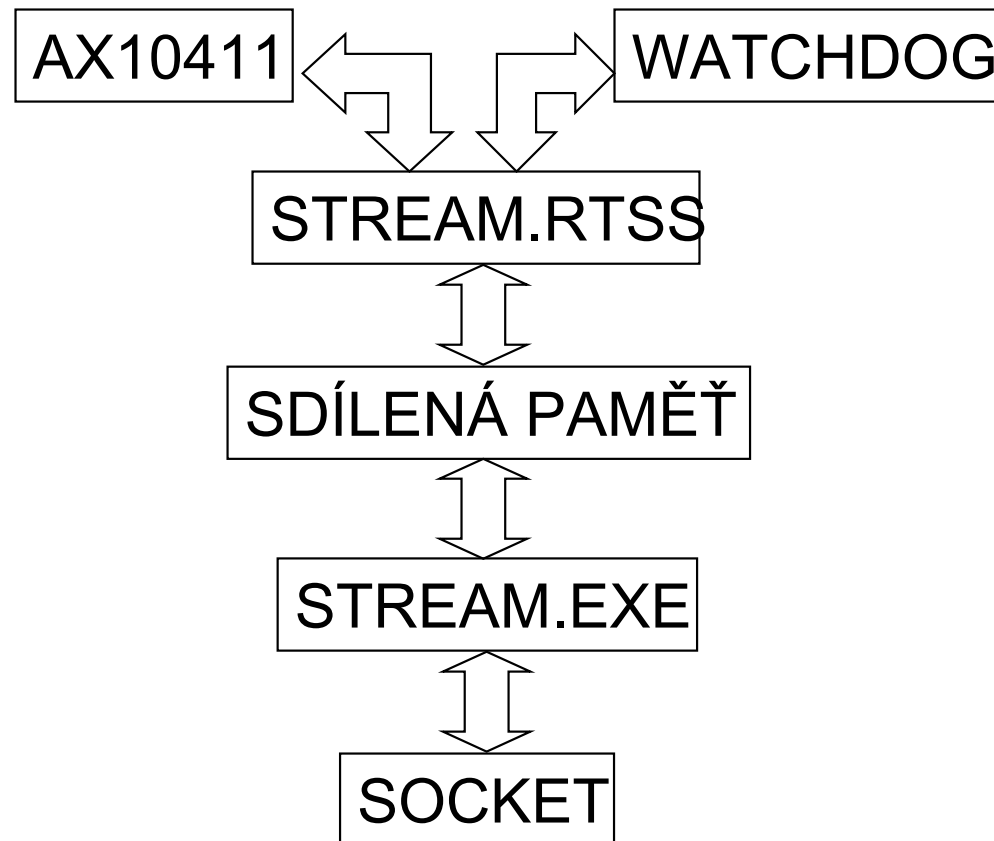 AX10411
WATCHDOG
STREAM.RTSS
SDÍLENÁ PAMĚŤ
STREAM.EXE
SOCKET